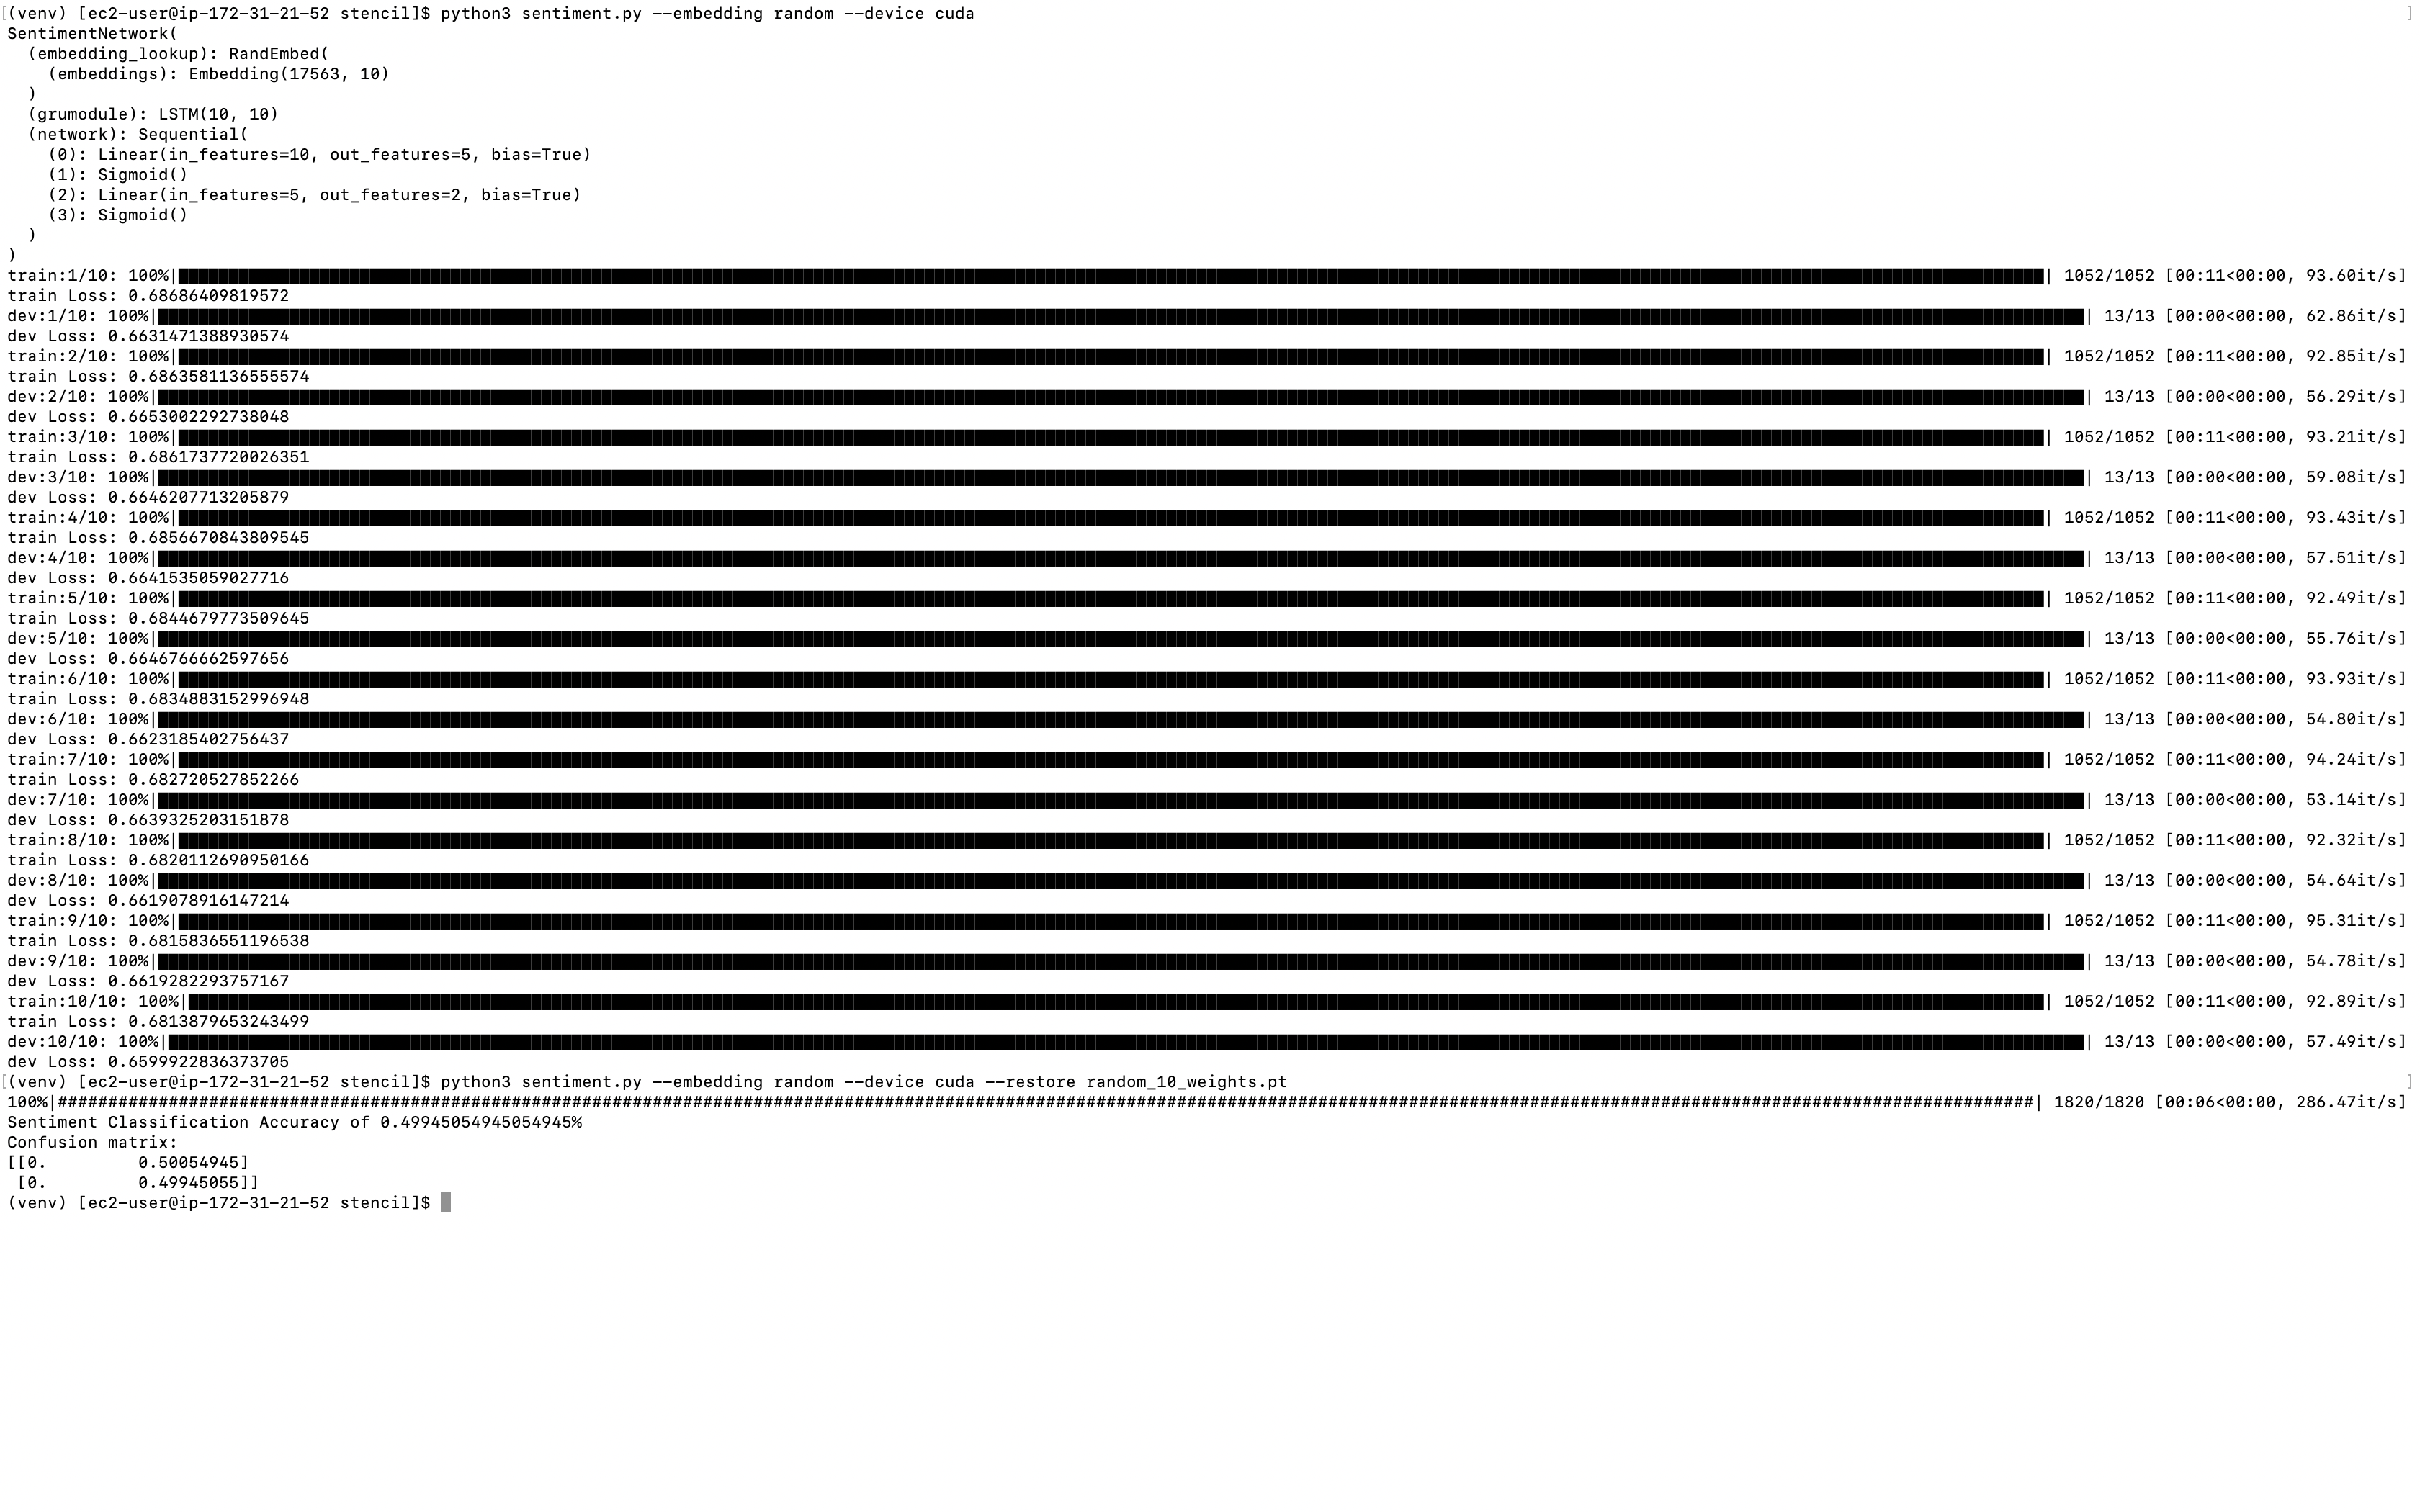 [(venv) [ec2-user@ip-172-31-21-52 stencil]$ python3 sentiment.py --embedding random --device cuda ]
SentimentNetwork(
  (embedding_lookup): RandEmbed(
    (embeddings): Embedding(17563, 10)
  )
  (grumodule): LSTM(10, 10)
  (network): Sequential(
    (0): Linear(in_features=10, out_features=5, bias=True)
    (1): Sigmoid()
    (2): Linear(in_features=5, out_features=2, bias=True)
    (3): Sigmoid()
  )
)
train:1/10: 100%|| 1052/1052 [00:11<00:00, 93.60it/s]
train Loss: 0.68686409819572
dev:1/10: 100%|| 13/13 [00:00<00:00, 62.86it/s]
dev Loss: 0.6631471388930574
train:2/10: 100%|| 1052/1052 [00:11<00:00, 92.85it/s]
train Loss: 0.6863581136555574
dev:2/10: 100%|| 13/13 [00:00<00:00, 56.29it/s]
dev Loss: 0.6653002292738048
train:3/10: 100%|| 1052/1052 [00:11<00:00, 93.21it/s]
train Loss: 0.6861737720026351
dev:3/10: 100%|| 13/13 [00:00<00:00, 59.08it/s]
dev Loss: 0.6646207713205879
train:4/10: 100%|| 1052/1052 [00:11<00:00, 93.43it/s]
train Loss: 0.6856670843809545
dev:4/10: 100%|| 13/13 [00:00<00:00, 57.51it/s]
dev Loss: 0.6641535059027716
train:5/10: 100%|| 1052/1052 [00:11<00:00, 92.49it/s]
train Loss: 0.6844679773509645
dev:5/10: 100%|| 13/13 [00:00<00:00, 55.76it/s]
dev Loss: 0.6646766662597656
train:6/10: 100%|| 1052/1052 [00:11<00:00, 93.93it/s]
train Loss: 0.6834883152996948
dev:6/10: 100%|| 13/13 [00:00<00:00, 54.80it/s]
dev Loss: 0.6623185402756437
train:7/10: 100%|| 1052/1052 [00:11<00:00, 94.24it/s]
train Loss: 0.682720527852266
dev:7/10: 100%|| 13/13 [00:00<00:00, 53.14it/s]
dev Loss: 0.6639325203151878
train:8/10: 100%|| 1052/1052 [00:11<00:00, 92.32it/s]
train Loss: 0.6820112690950166
dev:8/10: 100%|| 13/13 [00:00<00:00, 54.64it/s]
dev Loss: 0.6619078916147214
train:9/10: 100%|| 1052/1052 [00:11<00:00, 95.31it/s]
train Loss: 0.6815836551196538
dev:9/10: 100%|| 13/13 [00:00<00:00, 54.78it/s]
dev Loss: 0.66192822937571​67
train:10/10: 100%|| 1052/1052 [00:11<00:00, 92.89it/s]
train Loss: 0.6813879653243499
dev:10/10: 100%|| 13/13 [00:00<00:00, 57.49it/s]
dev Loss: 0.6599922836373705
[(venv) [ec2-user@ip-172-31-21-52 stencil]$ python3 sentiment.py --embedding random --device cuda --restore random_10_weights.pt ]
100%|####################| 1820/1820 [00:06<00:00, 286.47it/s]
Sentiment Classification Accuracy of 0.49945054945054945%
Confusion matrix:
[[0.         0.50054945]
 [0.         0.49945055]]
(venv) [ec2-user@ip-172-31-21-52 stencil]$